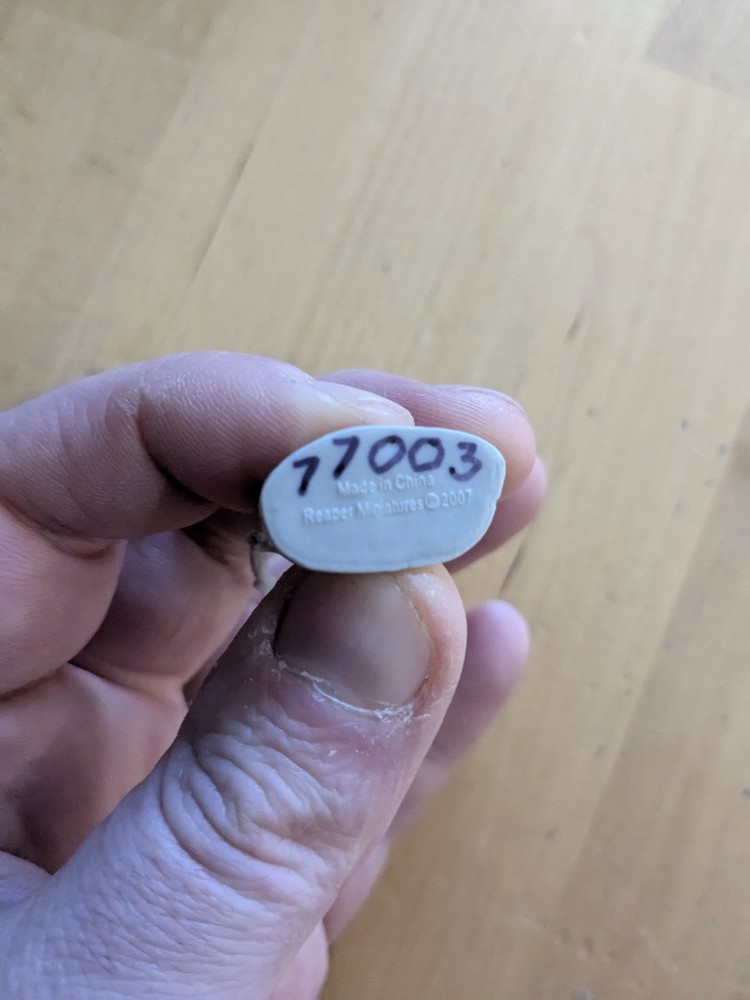 77003
Made in China
Reaper Miniatures © 2007